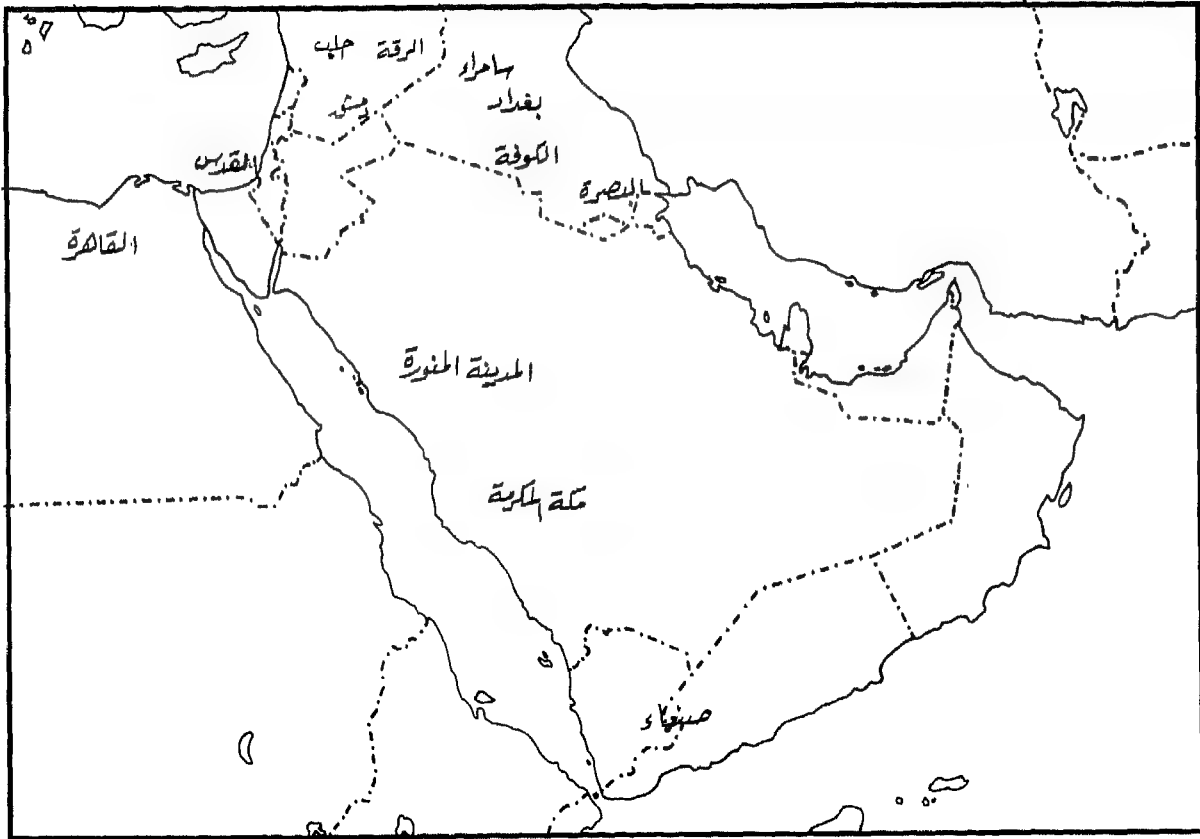 حلب
الرقة
سامراء
بغداد
دمشق
الكوفة
القدس
البصرة
القاهرة
المدينة المنورة
مكة المكرمة
صنعاء